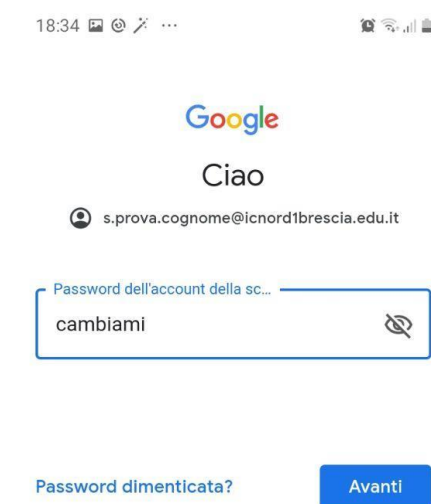 18:34
Google
Ciao
s.prova.cognome@icnord1brescia.edu.it
Password dell'account della sc...
cambiami
Password dimenticata?
Avanti